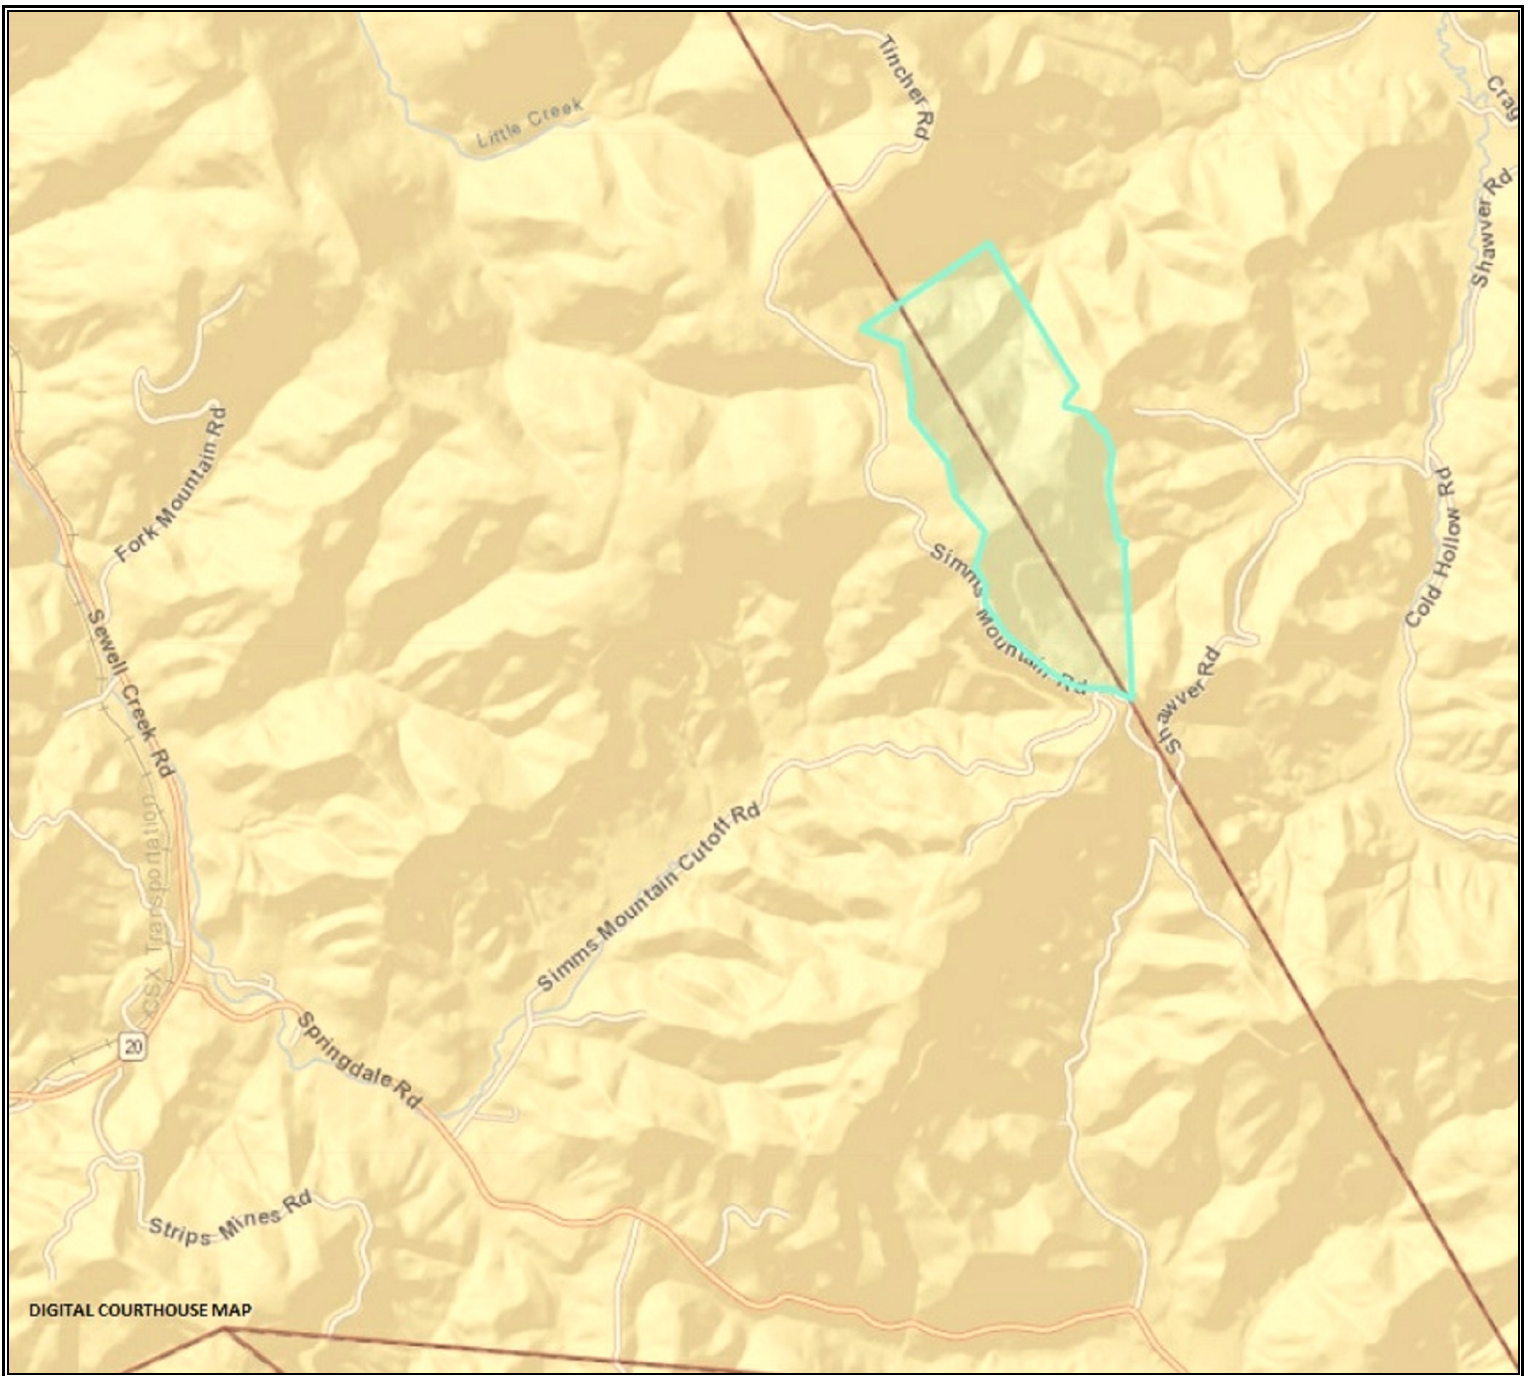 Tincher Rd
Little Creek
Crag
Shawver Rd
Fork Mountain Rd
Cold Hollow Rd
Simms Mountain Rd
Sewell Creek Rd
Shawver Rd
CSX Transportation
Simms Mountain Cutoff Rd
20
Springdale Rd
Strips Mines Rd
DIGITAL COURTHOUSE MAP